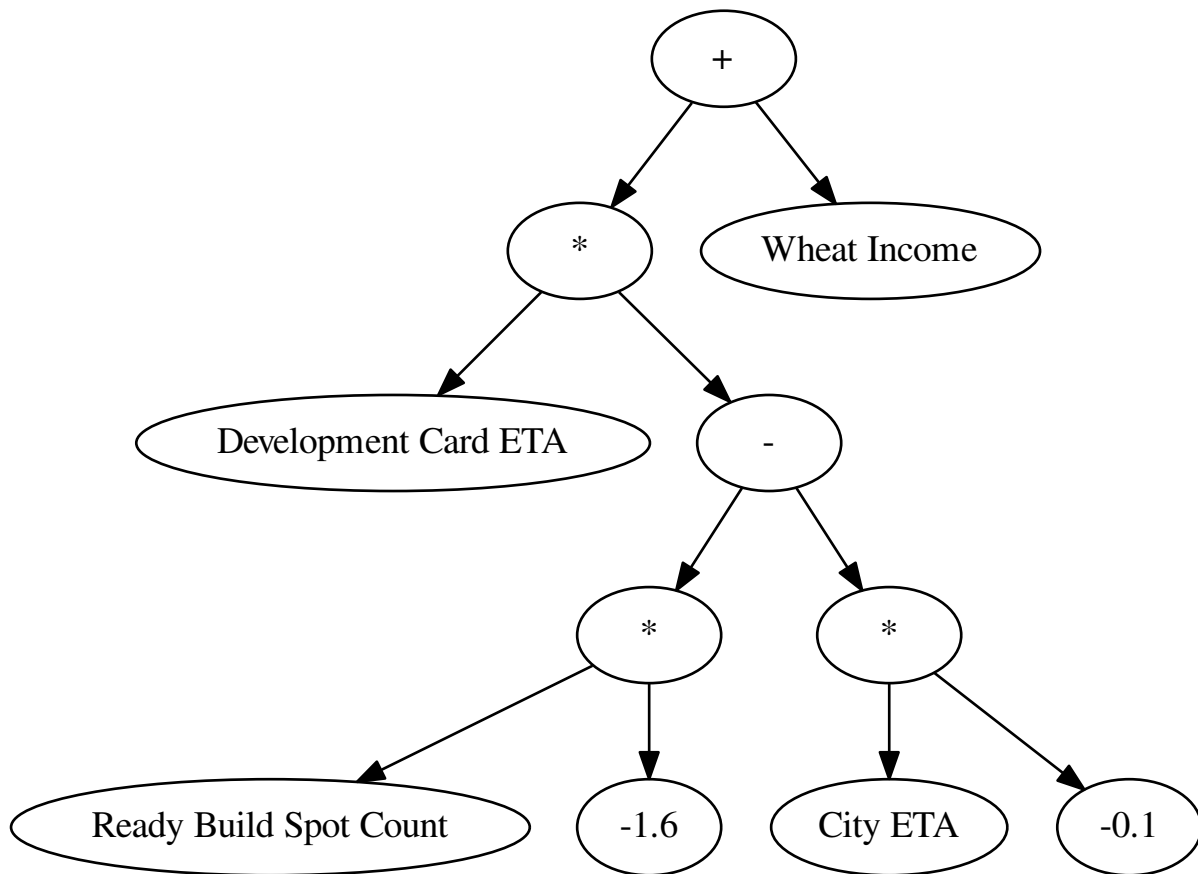 +
*
Wheat Income
Development Card ETA
-
*
*
Ready Build Spot Count
-1.6
City ETA
-0.1